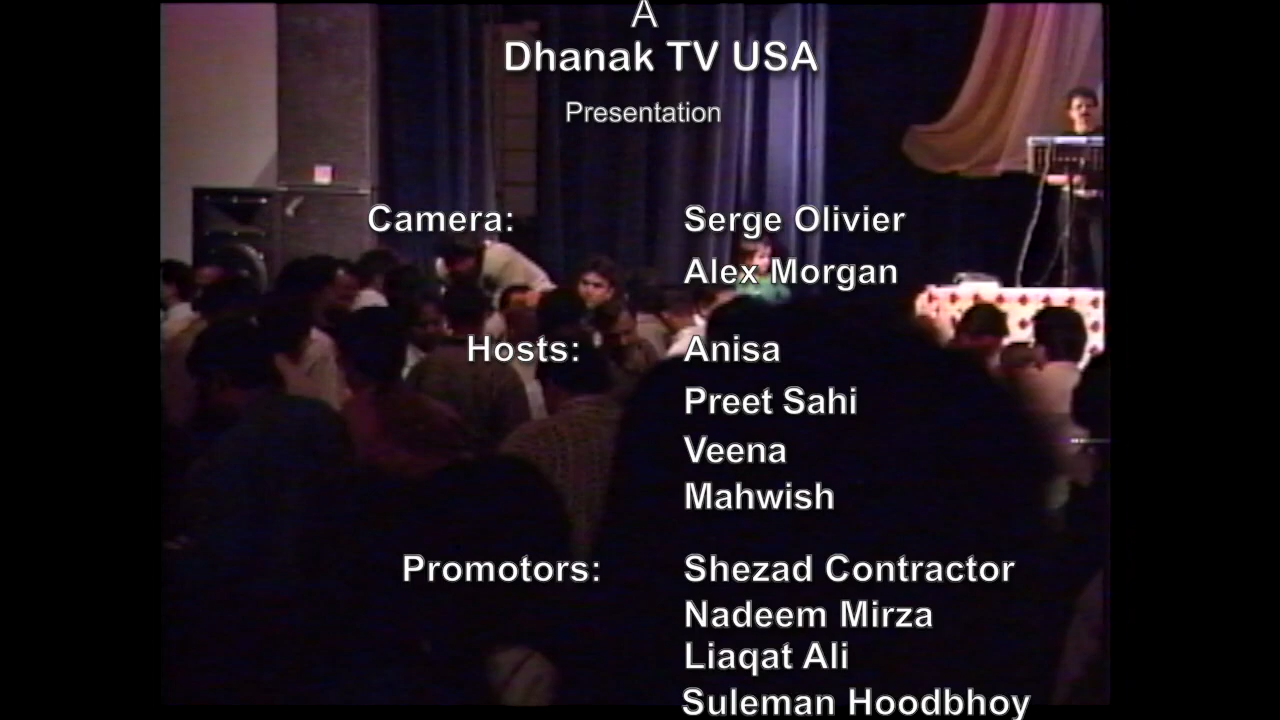 A
Dhanak TV USA
Presentation
Camera: Serge Olivier
Alex Morgan
Hosts: Anisa
Preet Sahi
Veena
Mahwish
Promotors: Shezad Contractor
Nadeem Mirza
Liaqat Ali
Suleman Hoodbhoy